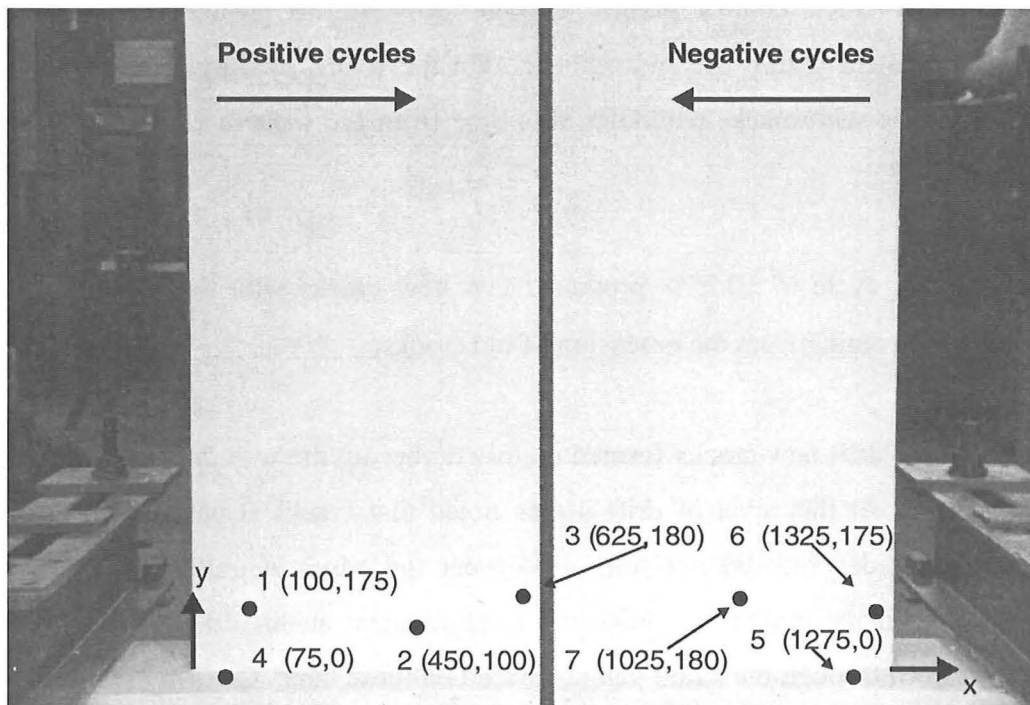 Positive cycles
Negative cycles
3 (625,180)
6 (1325,175)
y
1 (100,175)
5 (1275,0)
4 (75,0)
2 (450,100)
7 (1025,180)
x